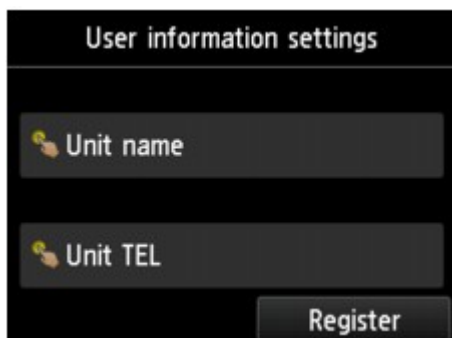 User information settings
Unit name
Unit TEL
Register